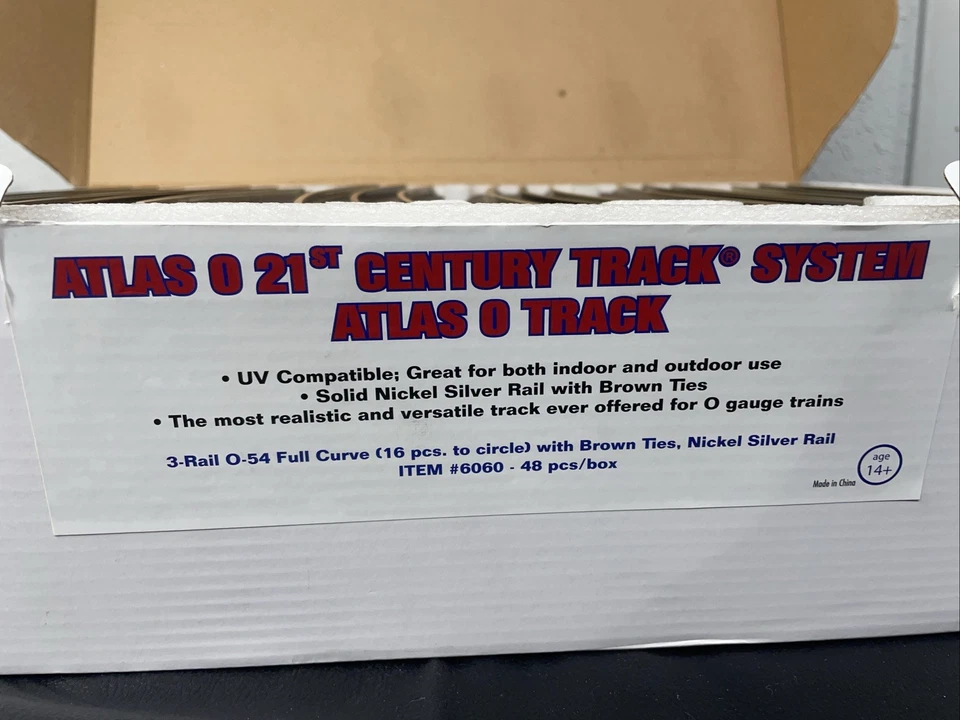 ATLAS O 21ST CENTURY TRACK® SYSTEM
ATLAS O TRACK
• UV Compatible; Great for both indoor and outdoor use
• Solid Nickel Silver Rail with Brown Ties
• The most realistic and versatile track ever offered for O gauge trains
3-Rail O-54 Full Curve (16 pcs. to circle) with Brown Ties, Nickel Silver Rail
ITEM #6060 - 48 pcs/box
age
14+
Made in China